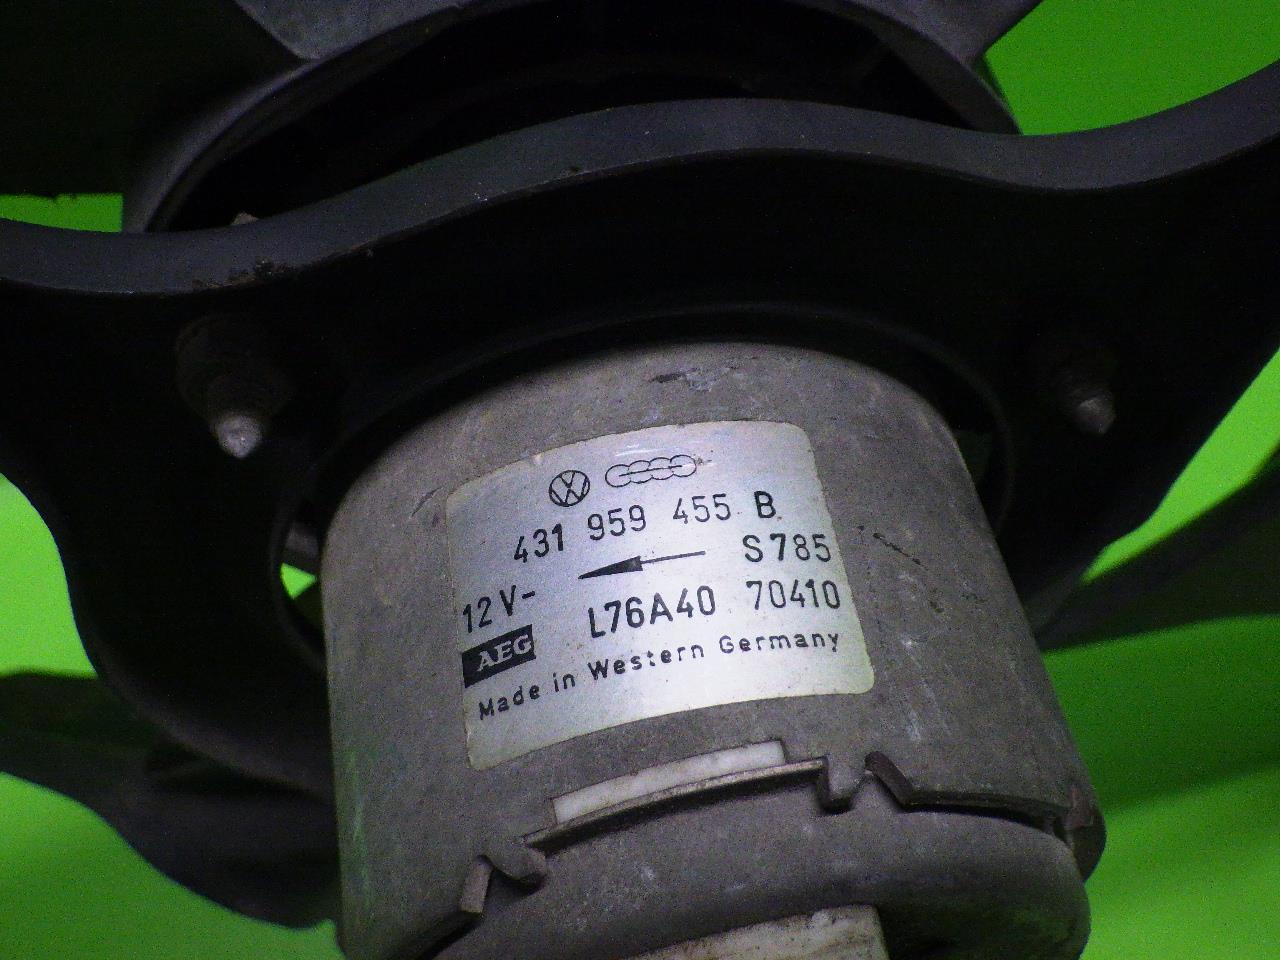 431 959 455 B
12V- S785
AEG L76A40 70410
Made in Western Germany